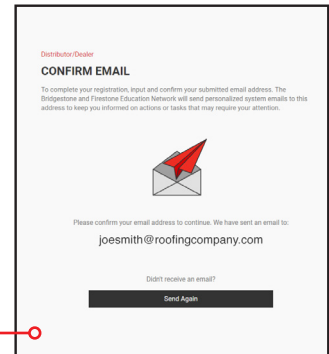 Distributor/Dealer
CONFIRM EMAIL
To complete your registration, input and confirm your submitted email address. The
Bridgestone and Firestone Education Network will send personalized system emails to this
address to keep you informed on actions or tasks that may require your attention.
Please confirm your email address to continue. We have sent an email to:
joesmith@roofingcompany.com
Didn't receive an email?
Send Again